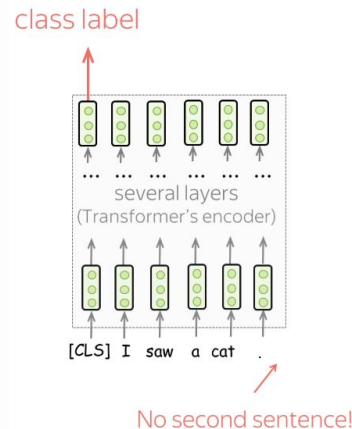 class label
... ... ... ... ... ...
several layers
(Transformer's encoder)
[CLS] I saw a cat .
No second sentence!